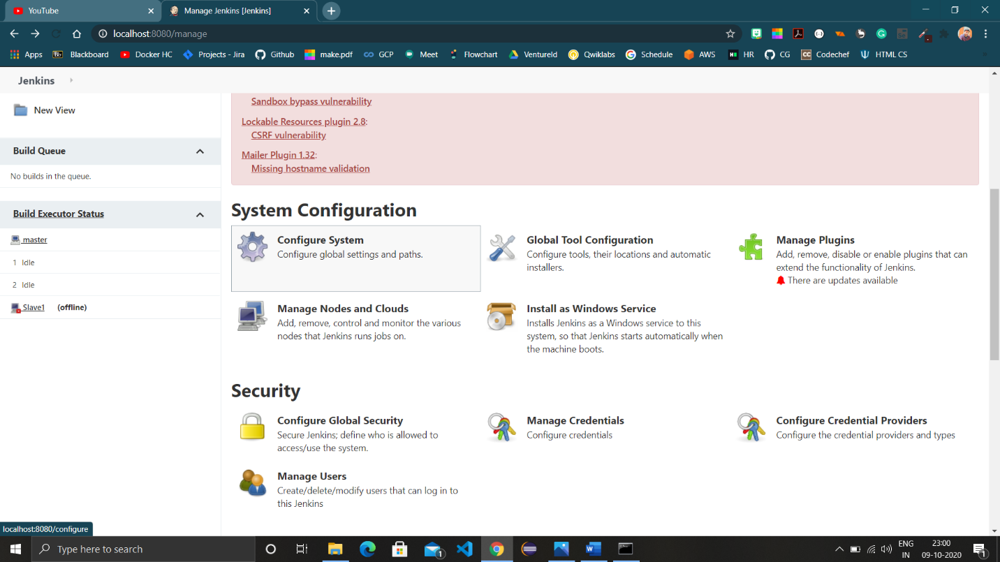 YouTube
Manage Jenkins [Jenkins]
localhost:8080/manage
Apps
Bb Blackboard
Docker HC
Projects - Jira
Github
make.pdf
GCP
Meet
Flowchart
Ventureld
Qwiklabs
Schedule
AWS
HR
CG
CC Codechef
HTML CS
Jenkins
New View
Build Queue
No builds in the queue.
Build Executor Status
master
1 Idle
2 Idle
Slave1 (offline)
Sandbox bypass vulnerability
Lockable Resources plugin 2.8:
CSRF vulnerability
Mailer Plugin 1.32:
Missing hostname validation
System Configuration
Configure System
Configure global settings and paths.
Global Tool Configuration
Configure tools, their locations and automatic
installers.
Manage Plugins
Add, remove, disable or enable plugins that can
extend the functionality of Jenkins.
There are updates available
Manage Nodes and Clouds
Add, remove, control and monitor the various
nodes that Jenkins runs jobs on.
Install as Windows Service
Installs Jenkins as a Windows service to this
system, so that Jenkins starts automatically when
the machine boots.
Security
Configure Global Security
Secure Jenkins; define who is allowed to
access/use the system.
Manage Credentials
Configure credentials
Configure Credential Providers
Configure the credential providers and types
Manage Users
Create/delete/modify users that can log in to
this Jenkins
localhost:8080/configure
Type here to search
1
ENG
IN
23:00
09-10-2020
1